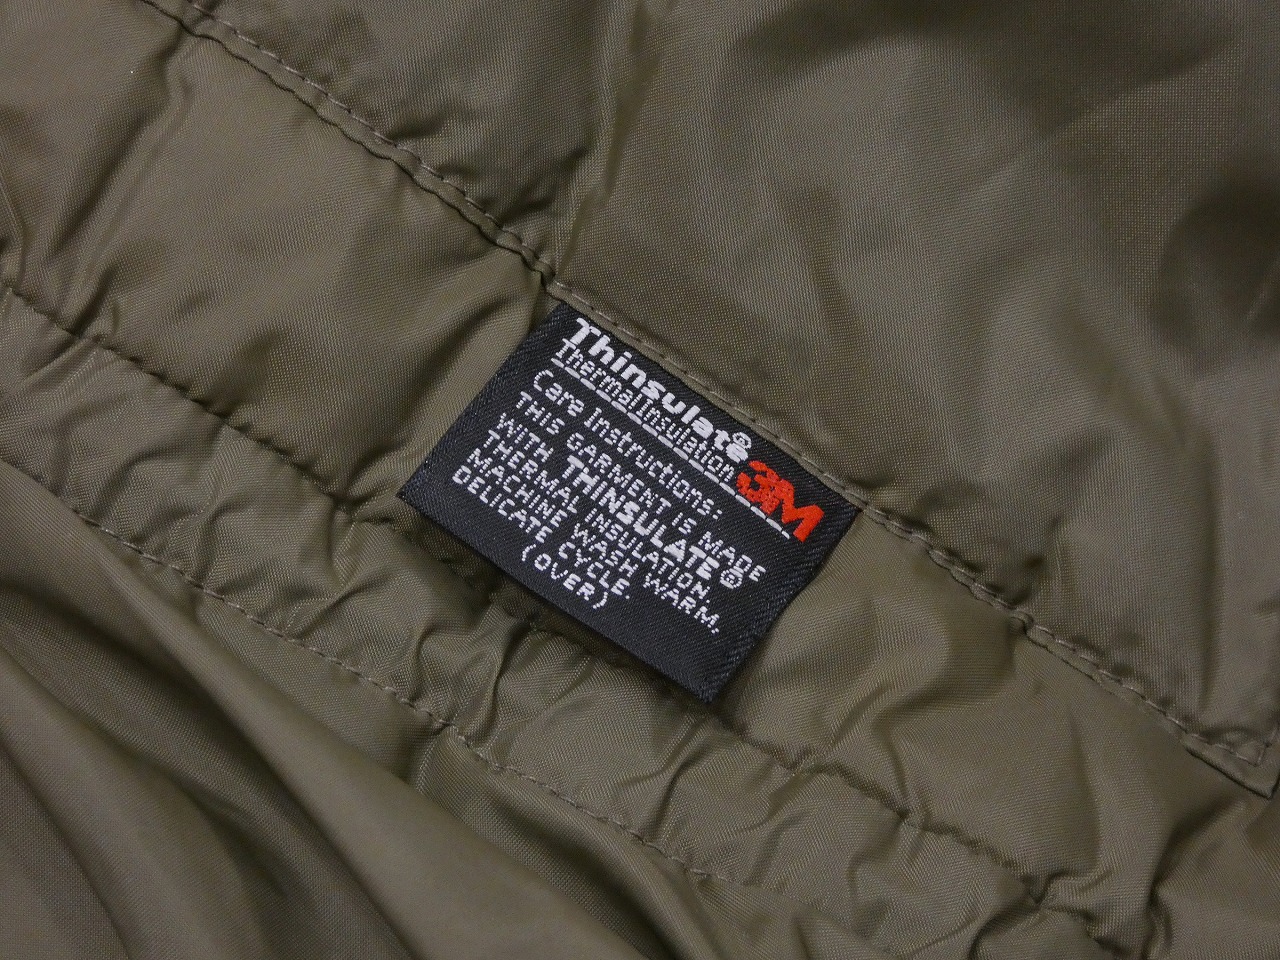 Thinsulate®
Thermal Insulation 3M
Care Instructions:
THIS GARMENT IS MADE
WITH THINSULATE®
THERMAL INSULATION.
MACHINE WASH WARM,
DELICATE CYCLE
(OVER)